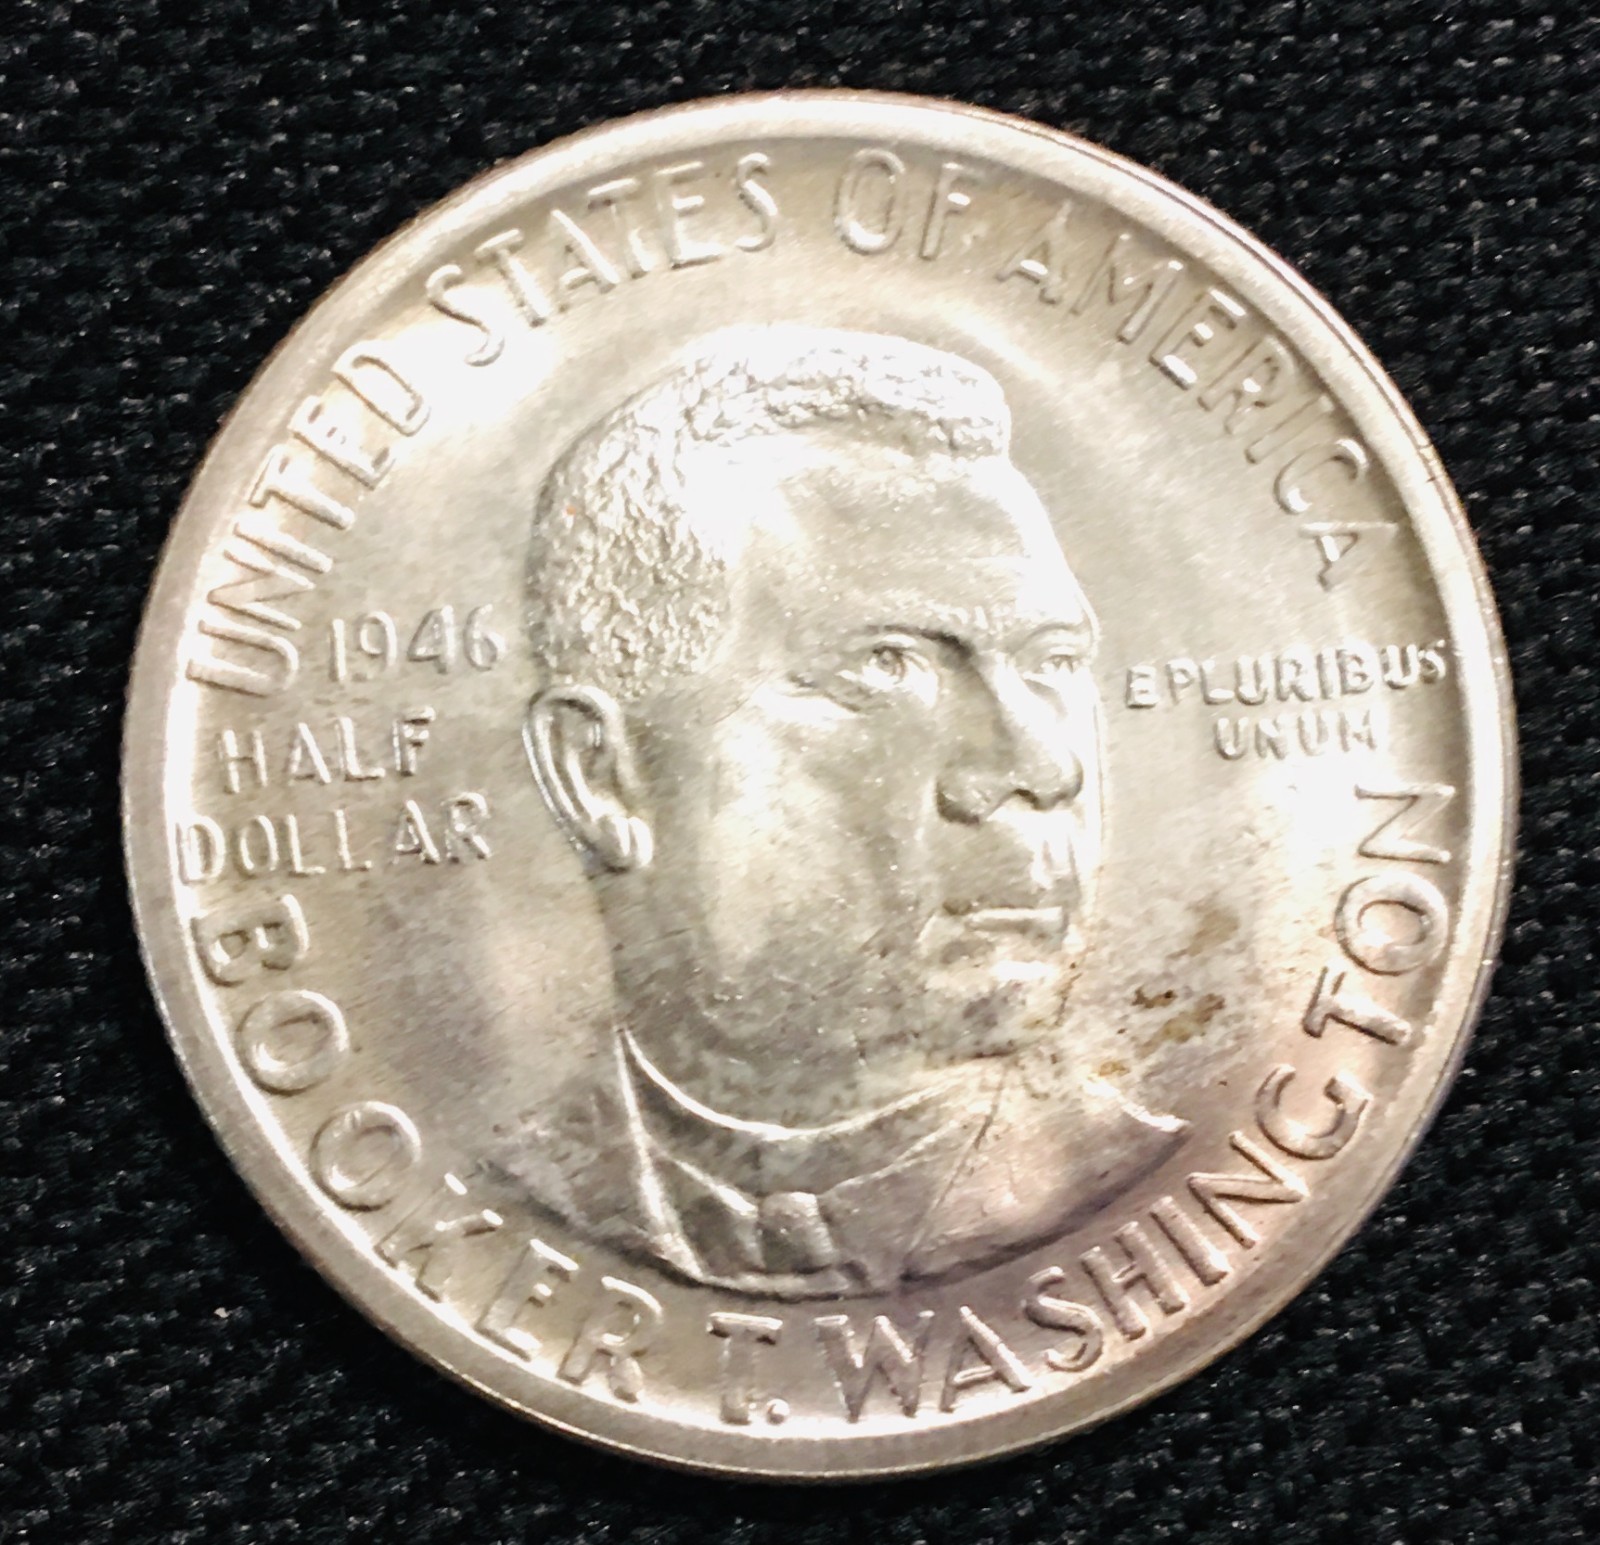 UNITED STATES OF AMERICA
1946
HALF
DOLLAR
E PLURIBUS
UNUM
BOOKER T. WASHINGTON